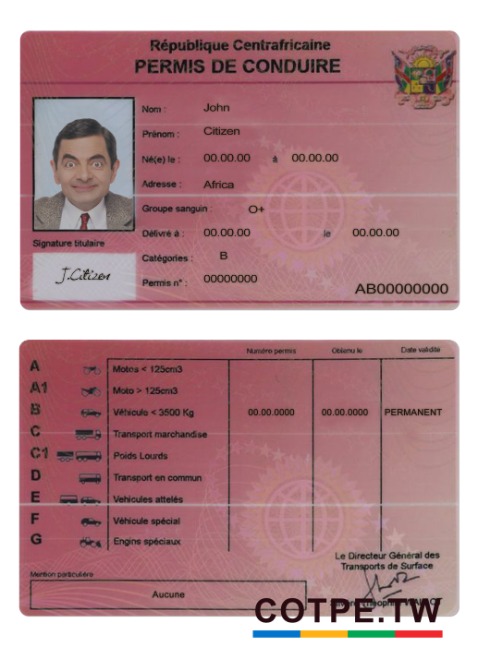 République Centrafricaine
PERMIS DE CONDUIRE
Nom : John
Prénom : Citizen
Né(e) le : 00.00.00 à 00.00.00
Adresse : Africa
Groupe sanguin : O+
Délivré à : 00.00.00 le 00.00.00
Signature titulaire
Catégories : B
J.Citizen
Permis n° : 00000000
AB00000000
Numéro permis Obtenu le Date validité
A Motos < 125cm3
A1 Moto > 125cm3
B Véhicule < 3500 Kg 00.00.0000 00.00.0000 PERMANENT
C Transport marchandise
C1 Poids Lourds
D Transport en commun
E Vehicules attelés
F Véhicule spécial
G Engins spéciaux
Le Directeur Général des
Transports de Surface
Mention particulière
Aucune
COTPE.TW